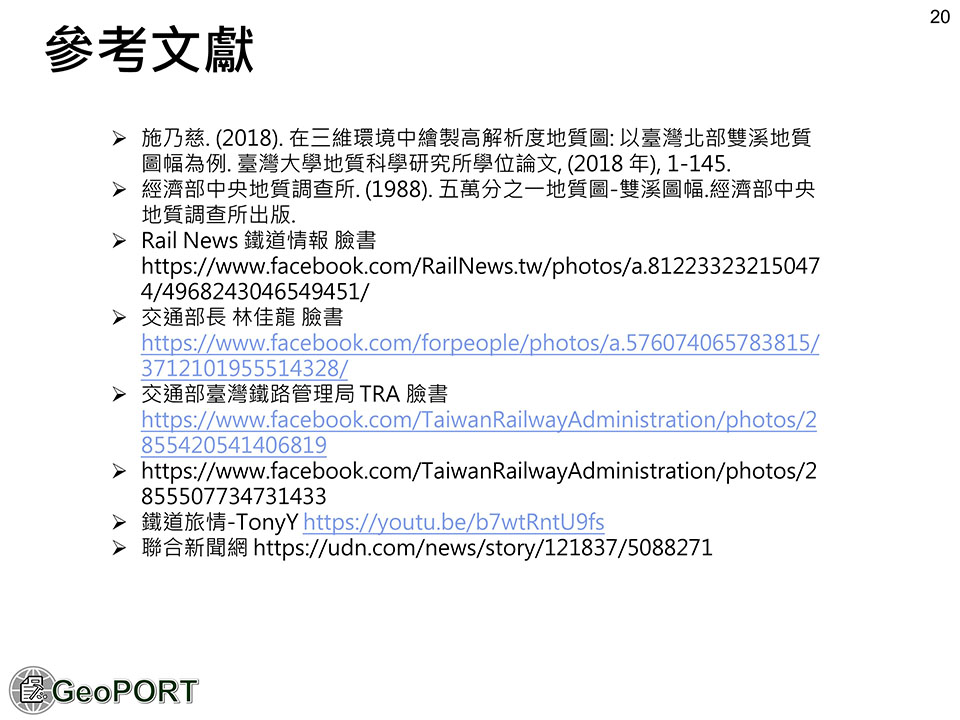 20
參考文獻
➢ 施乃慈. (2018). 在三維環境中繪製高解析度地質圖: 以臺灣北部雙溪地質
圖幅為例. 臺灣大學地質科學研究所學位論文, (2018 年), 1-145.
➢ 經濟部中央地質調查所. (1988). 五萬分之一地質圖-雙溪圖幅.經濟部中央
地質調查所出版.
➢ Rail News 鐵道情報 臉書
https://www.facebook.com/RailNews.tw/photos/a.81223323215047
4/4968243046549451/
➢ 交通部長 林佳龍 臉書
https://www.facebook.com/forpeople/photos/a.576074065783815/
3712101955514328/
➢ 交通部臺灣鐵路管理局 TRA 臉書
https://www.facebook.com/TaiwanRailwayAdministration/photos/2
855420541406819
➢ https://www.facebook.com/TaiwanRailwayAdministration/photos/2
855507734731433
➢ 鐵道旅情-TonyY https://youtu.be/b7wtRntU9fs
➢ 聯合新聞網 https://udn.com/news/story/121837/5088271
GeoPORT